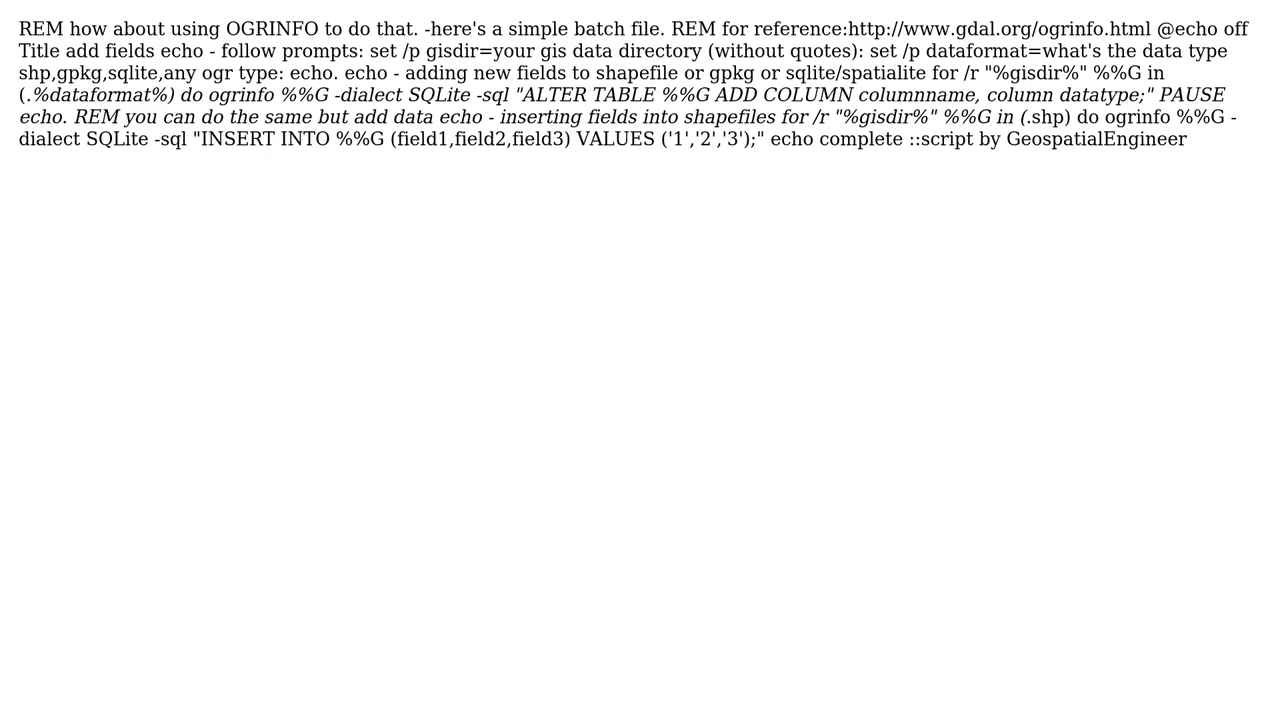 REM how about using OGRINFO to do that. -here's a simple batch file. REM for reference:http://www.gdal.org/ogrinfo.html @echo off
Title add fields echo - follow prompts: set /p gisdir=your gis data directory (without quotes): set /p dataformat=what's the data type
shp,gpkg,sqlite,any ogr type: echo. echo - adding new fields to shapefile or gpkg or sqlite/spatialite for /r "%gisdir%" %%G in
(.%dataformat%) do ogrinfo %%G -dialect SQLite -sql "ALTER TABLE %%G ADD COLUMN columnname, column datatype;" PAUSE
echo. REM you can do the same but add data echo - inserting fields into shapefiles for /r "%gisdir%" %%G in (.shp) do ogrinfo %%G -
dialect SQLite -sql "INSERT INTO %%G (field1,field2,field3) VALUES ('1','2','3');" echo complete ::script by GeospatialEngineer